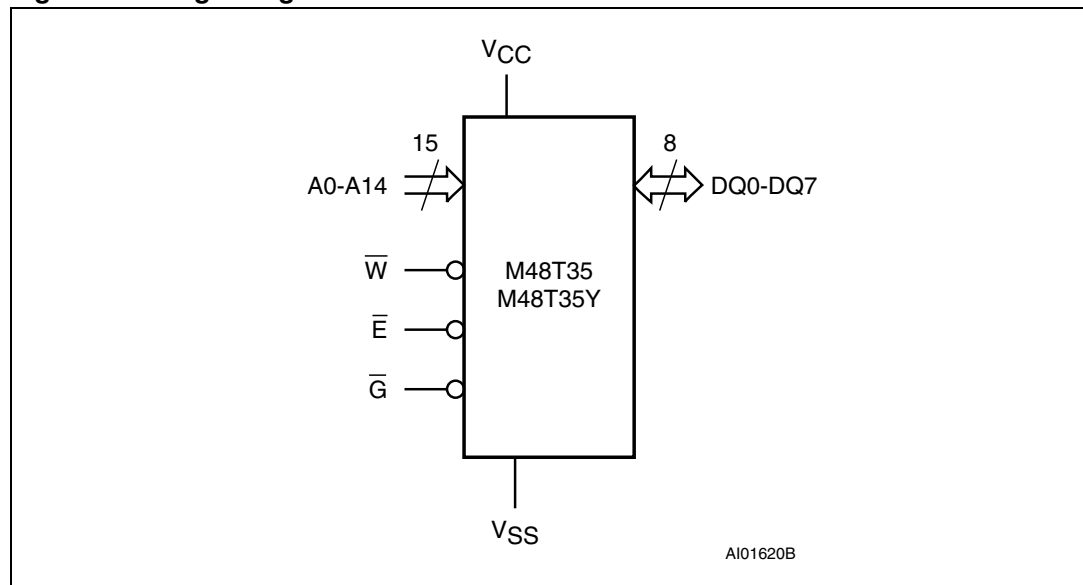 VCC
15
8
A0-A14
DQ0-DQ7
W̅
M48T35
M48T35Y
E̅
G̅
VSS
AI01620B